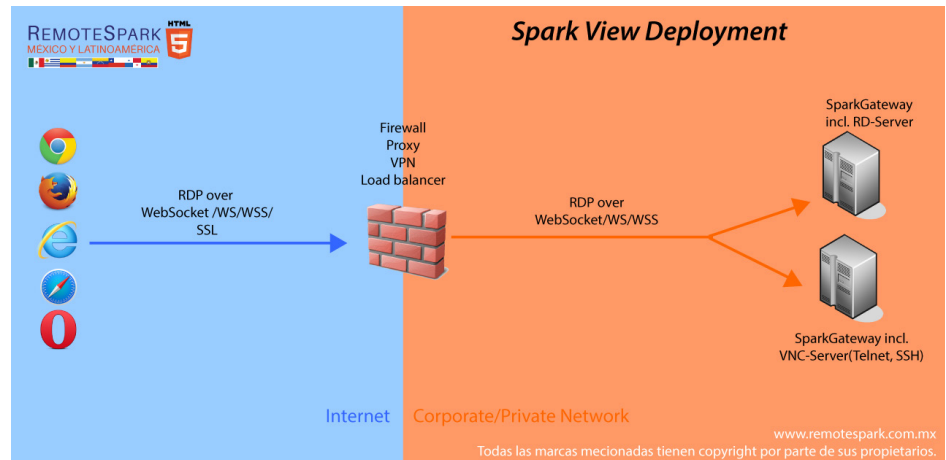 REMOTESPARK
MÉXICO Y LATINOAMÉRICA
HTML
5
Spark View Deployment
SparkGateway
incl. RD-Server
Firewall
Proxy
VPN
Load balancer
RDP over
WebSocket /WS/WSS/
SSL
RDP over
WebSocket/WS/WSS
SparkGateway incl.
VNC-Server(Telnet, SSH)
Internet
Corporate/Private Network
www.remotespark.com.mx
Todas las marcas mecionadas tienen copyright por parte de sus propietarios.